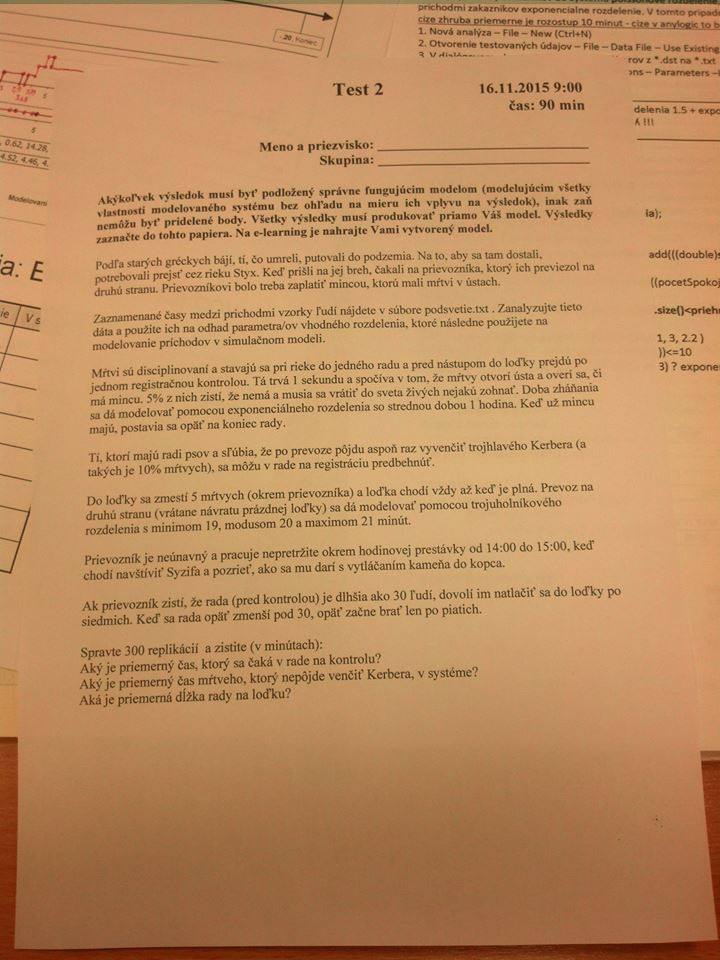 - 20. Koniec
príchodmi zakaznikov exponencialne rozdelenie. V tomto pripade
cize zhruba priemerne je rozostup 10 minut - cize v anylogic to b
1. Nová analýza – File – New (Ctrl+N)
2. Otvorenie testovaných údajov – File – Data File – Use Existing
rov z *.dst na *.txt
ons – Parameters –
delenia 1.5 + expo
!!!
, 0.62, 14.28,
4.52, 4.46, 4.
Modelovani
ia: E
nie
V s
ia);
add(((double)s
((pocetSpokoj
.size()<prieh
1, 3, 2.2 )
))<=10
3) ? expone
Test 2
16.11.2015 9:00
čas: 90 min
Meno a priezvisko:
Skupina:
Akýkoľvek výsledok musí byť podložený správne fungujúcim modelom (modelujúcim všetky
vlastnosti modelovaného systému bez ohľadu na mieru ich vplyvu na výsledok), inak zaň
nemôžu byť pridelené body. Všetky výsledky musí produkovať priamo Váš model. Výsledky
zaznačte do tohto papiera. Na e-learning je nahrajte Vami vytvorený model.
Podľa starých gréckych bájí, tí, čo umreli, putovali do podzemia. Na to, aby sa tam dostali,
potrebovali prejsť cez rieku Styx. Keď prišli na jej breh, čakali na prievozníka, ktorý ich previezol na
druhú stranu. Prievozníkovi bolo treba zaplatiť mincou, ktorú mali mŕtvi v ústach.
Zaznamenané časy medzi príchodmi vzorky ľudí nájdete v súbore podsvetie.txt . Zanalyzujte tieto
dáta a použite ich na odhad parametra/ov vhodného rozdelenia, ktoré následne použijete na
modelovanie príchodov v simulačnom modeli.
Mŕtvi sú disciplinovaní a stavajú sa pri rieke do jedného radu a pred nástupom do loďky prejdú po
jednom registračnou kontrolou. Tá trvá 1 sekundu a spočíva v tom, že mŕtvy otvorí ústa a overí sa, či
má mincu. 5% z nich zistí, že nemá a musia sa vrátiť do sveta živých nejakú zohnať. Doba zháňania
sa dá modelovať pomocou exponenciálneho rozdelenia so strednou dobou 1 hodina. Keď už mincu
majú, postavia sa opäť na koniec rady.
Tí, ktorí majú radi psov a sľúbia, že po prevoze pôjdu aspoň raz vyvenčiť trojhlavého Kerbera (a
takých je 10% mŕtvych), sa môžu v rade na registráciu predbehnúť.
Do loďky sa zmestí 5 mŕtvych (okrem prievozníka) a loďka chodí vždy až keď je plná. Prevoz na
druhú stranu (vrátane návratu prázdnej loďky) sa dá modelovať pomocou trojuholníkového
rozdelenia s minimom 19, modusom 20 a maximom 21 minút.
Prievozník je neúnavný a pracuje nepretržite okrem hodinovej prestávky od 14:00 do 15:00, keď
chodí navštíviť Syzifa a pozrieť, ako sa mu darí s vytláčaním kameňa do kopca.
Ak prievozník zistí, že rada (pred kontrolou) je dlhšia ako 30 ľudí, dovolí im natlačiť sa do loďky po
siedmich. Keď sa rada opäť zmenší pod 30, opäť začne brať len po piatich.
Spravte 300 replikácií a zistite (v minútach):
Aký je priemerný čas, ktorý sa čaká v rade na kontrolu?
Aký je priemerný čas mŕtveho, ktorý nepôjde venčiť Kerbera, v systéme?
Aká je priemerná dĺžka rady na loďku?